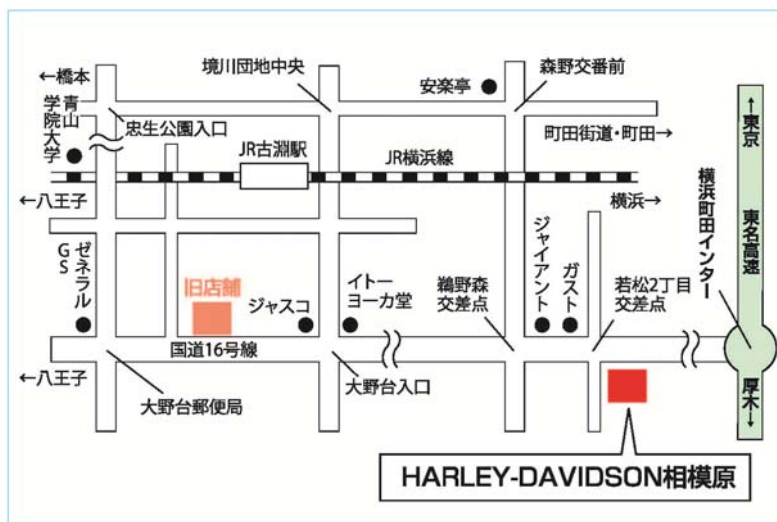 ←橋本
境川団地中央
安楽亭
森野交番前
青山
学院大学
忠生公園入口
町田街道・町田→
JR古淵駅
JR横浜線
←八王子
横浜→
←東京
東名高速
厚木→
横浜町田インター
ゼネラル
GS
旧店舗
ジャスコ
イトー
ヨーカ堂
鵜野森
交差点
ジャイアント
ガスト
若松2丁目
交差点
国道16号線
←八王子
大野台郵便局
大野台入口
HARLEY-DAVIDSON相模原